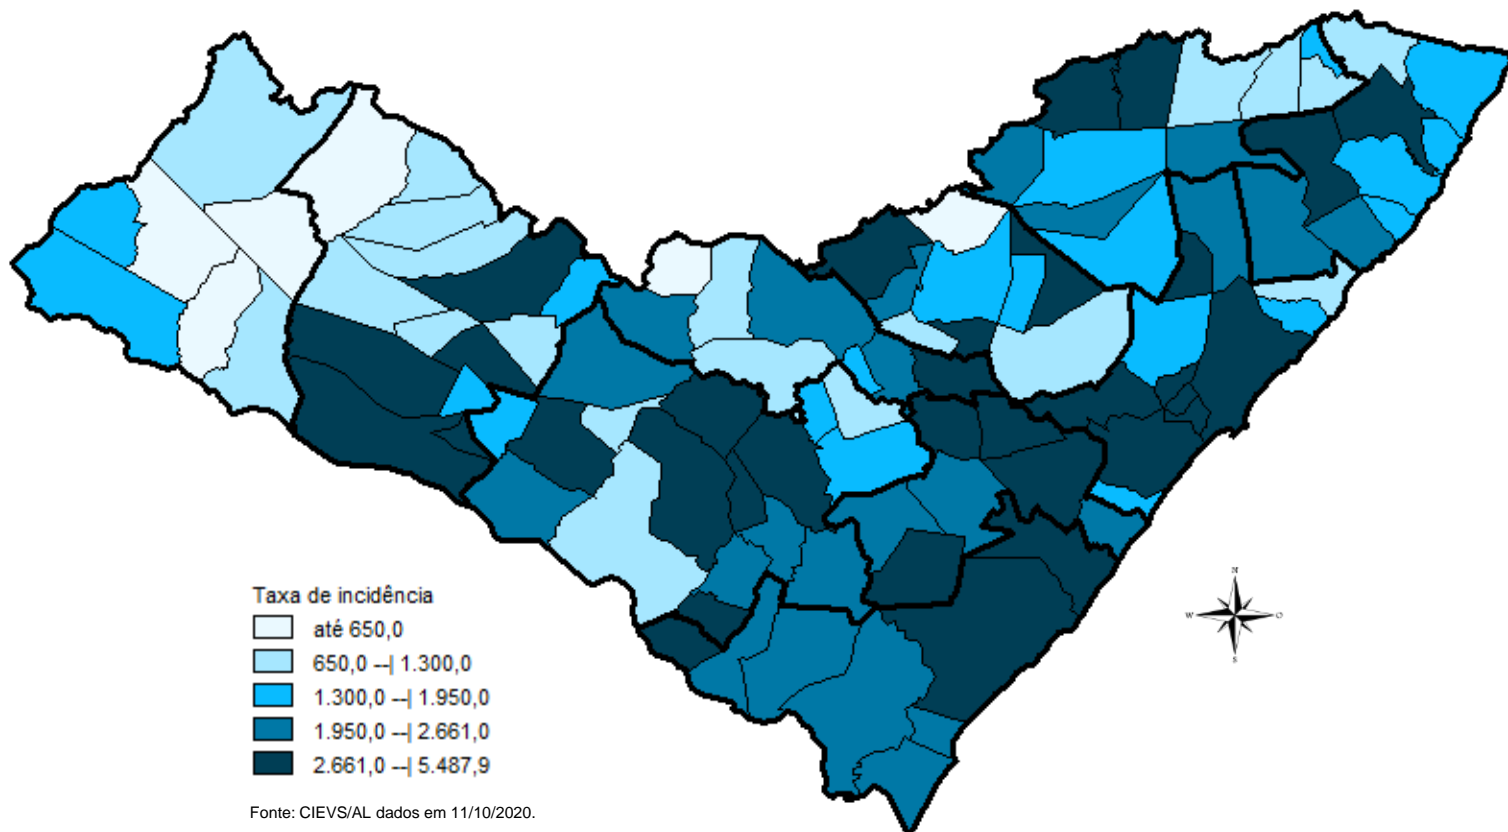 Taxa de incidência
até 650,0
650,0 --| 1.300,0
1.300,0 --| 1.950,0
1.950,0 --| 2.661,0
2.661,0 --| 5.487,9
Fonte: CIEVS/AL dados em 11/10/2020.
N
W
O
S